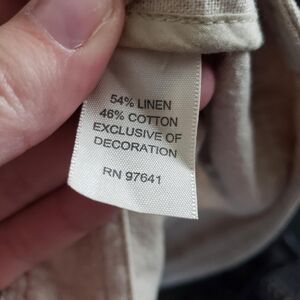 54% LINEN
46% COTTON
EXCLUSIVE OF
DECORATION
RN 97641